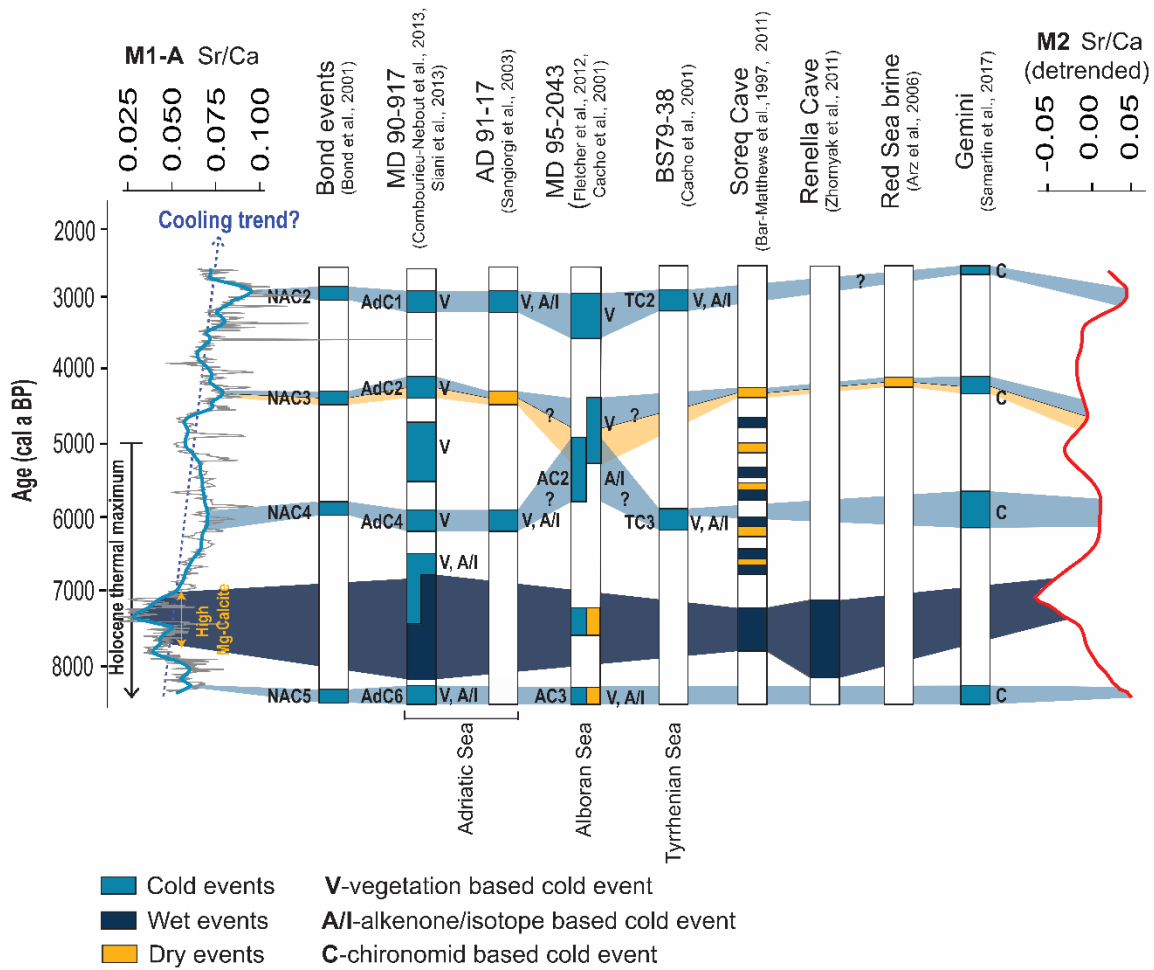 M1-A Sr/Ca
0.025
0.050
0.075
0.100
Bond events
(Bond et al., 2001)
MD 90-917
(Combourieu-Nebout et al., 2013,
Siani et al., 2013)
AD 91-17
(Sangiorgi et al., 2003)
MD 95-2043
(Fletcher et al., 2012,
Cacho et al., 2001)
BS79-38
(Cacho et al., 2001)
Soreq Cave
(Bar-Matthews et al.,1997, 2011)
Renella Cave
(Zhornyak et al., 2011)
Red Sea brine
(Arz et al., 2006)
Gemini
(Samartin et al., 2017)
M2 Sr/Ca
(detrended)
-0.05
0.00
0.05
Age (cal a BP)
2000
3000
4000
5000
6000
7000
8000
Cooling trend?
Holocene thermal maximum
High
Mg-Calcite
NAC2
AdC1
V
V, A/I
V
TC2
V, A/I
?
C
NAC3
AdC2
?
?
V
C
V
NAC4
AdC4
V
V, A/I
AC2
?
A/I
?
TC3
V, A/I
C
V, A/I
NAC5
AdC6
V, A/I
AC3
V, A/I
C
Adriatic Sea
Alboran Sea
Tyrrhenian Sea
Cold events
V-vegetation based cold event
Wet events
A/I-alkenone/isotope based cold event
Dry events
C-chironomid based cold event